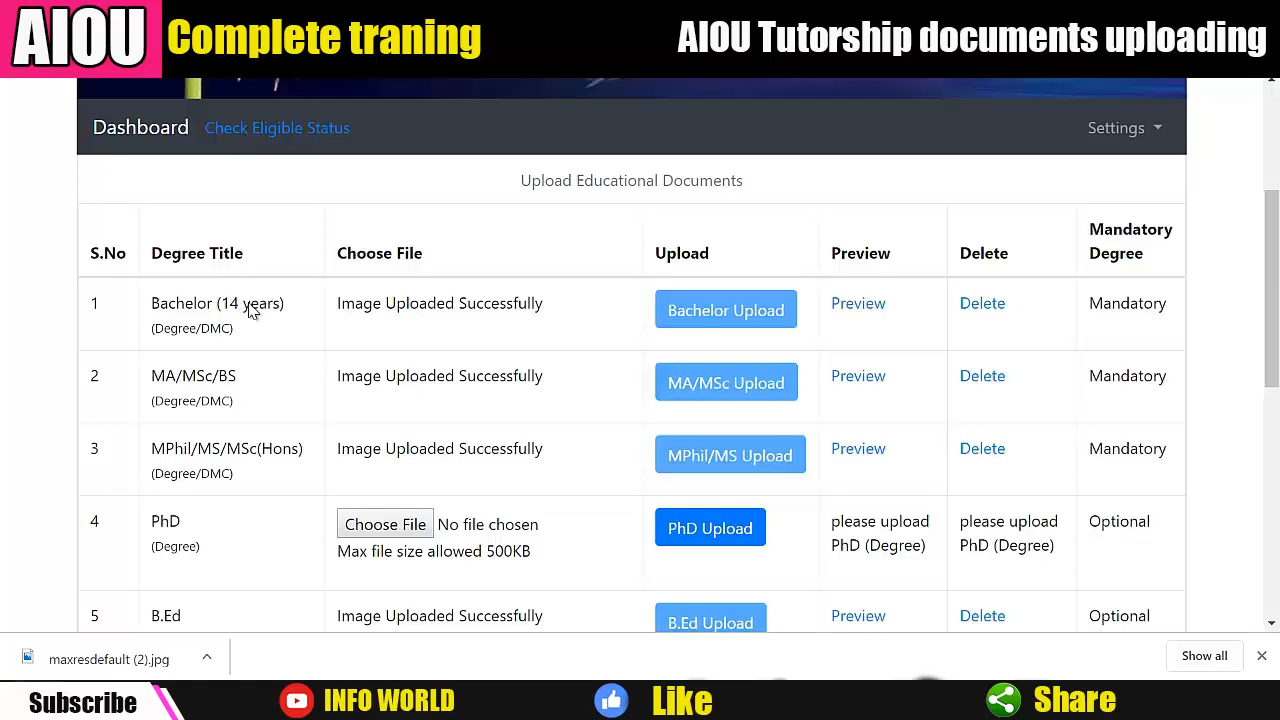 AIOU Complete traning AIOU Tutorship documents uploading
Dashboard Check Eligible Status Settings
Upload Educational Documents
S.No Degree Title Choose File Upload Preview Delete Mandatory Degree
1 Bachelor (14 years) Image Uploaded Successfully Bachelor Upload Preview Delete Mandatory
(Degree/DMC)
2 MA/MSc/BS Image Uploaded Successfully MA/MSc Upload Preview Delete Mandatory
(Degree/DMC)
3 MPhil/MS/MSc(Hons) Image Uploaded Successfully MPhil/MS Upload Preview Delete Mandatory
(Degree/DMC)
4 PhD Choose File No file chosen PhD Upload please upload please upload Optional
(Degree) Max file size allowed 500KB PhD (Degree) PhD (Degree)
5 B.Ed Image Uploaded Successfully B.Ed Upload Preview Delete Optional
maxresdefault (2).jpg Show all
Subscribe INFO WORLD Like Share